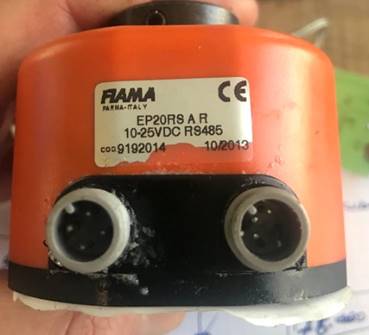 FIAMA CE
PARMA-ITALY
EP20RS A R
10-25VDC RS485
COD 9192014 10/2013